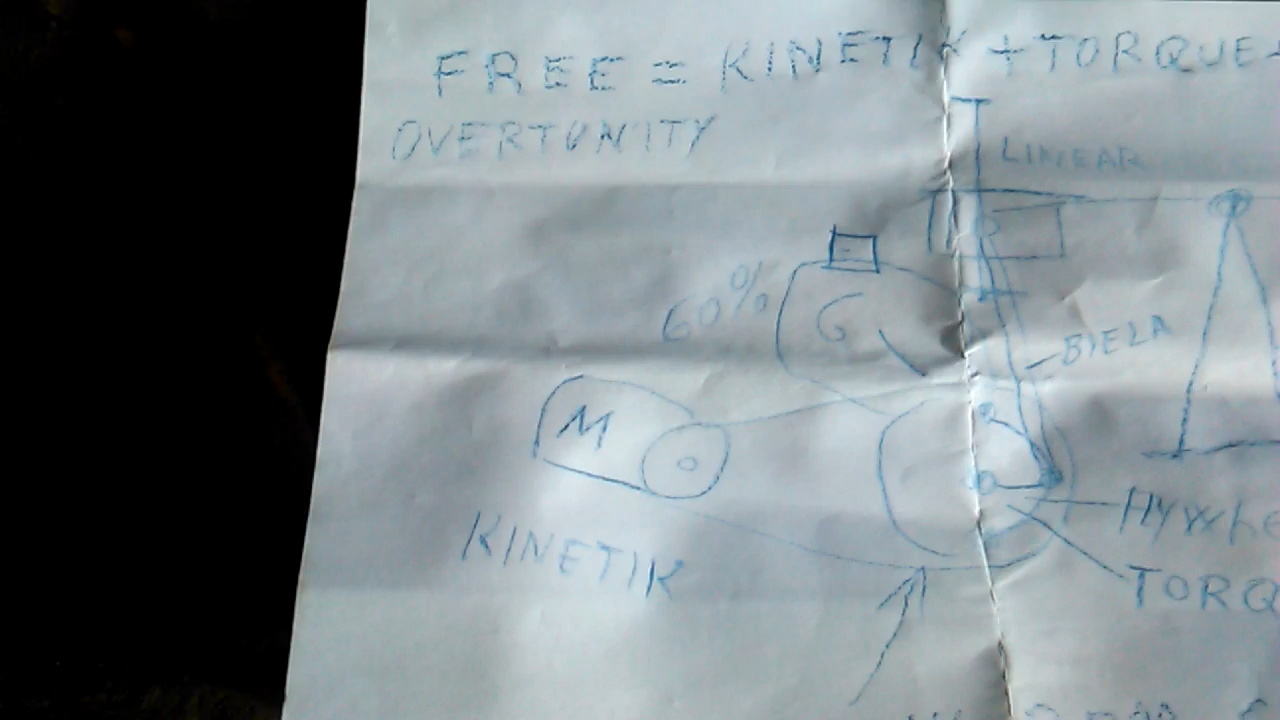 FREE = KINETIK + TORQUE
OVERTUNITY
LINEAR
60%
G
BIELA
M
KINETIK
TORQ